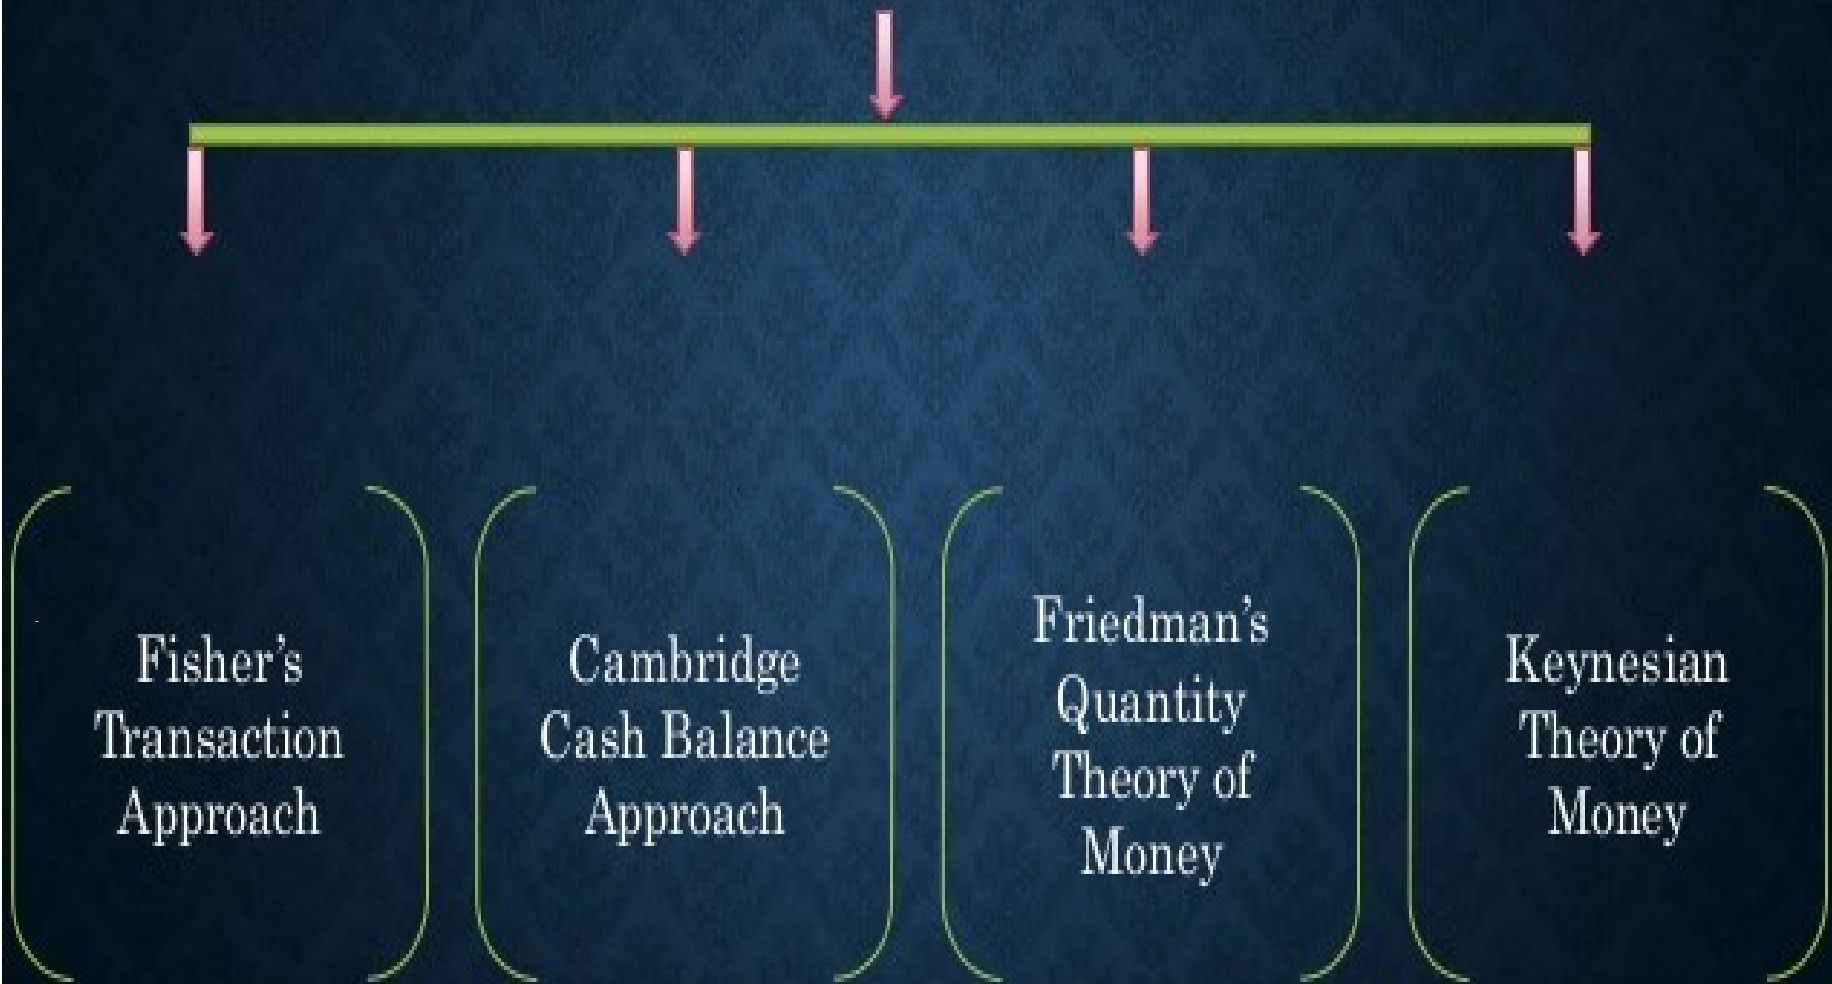 Fisher’s
Transaction
Approach
Cambridge
Cash Balance
Approach
Friedman’s
Quantity
Theory of
Money
Keynesian
Theory of
Money